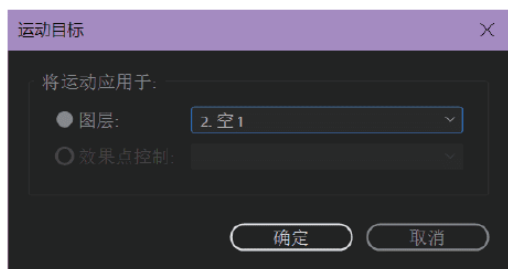 运动目标
将运动应用于:
图层: 2. 空 1
效果点控制:
确定 取消